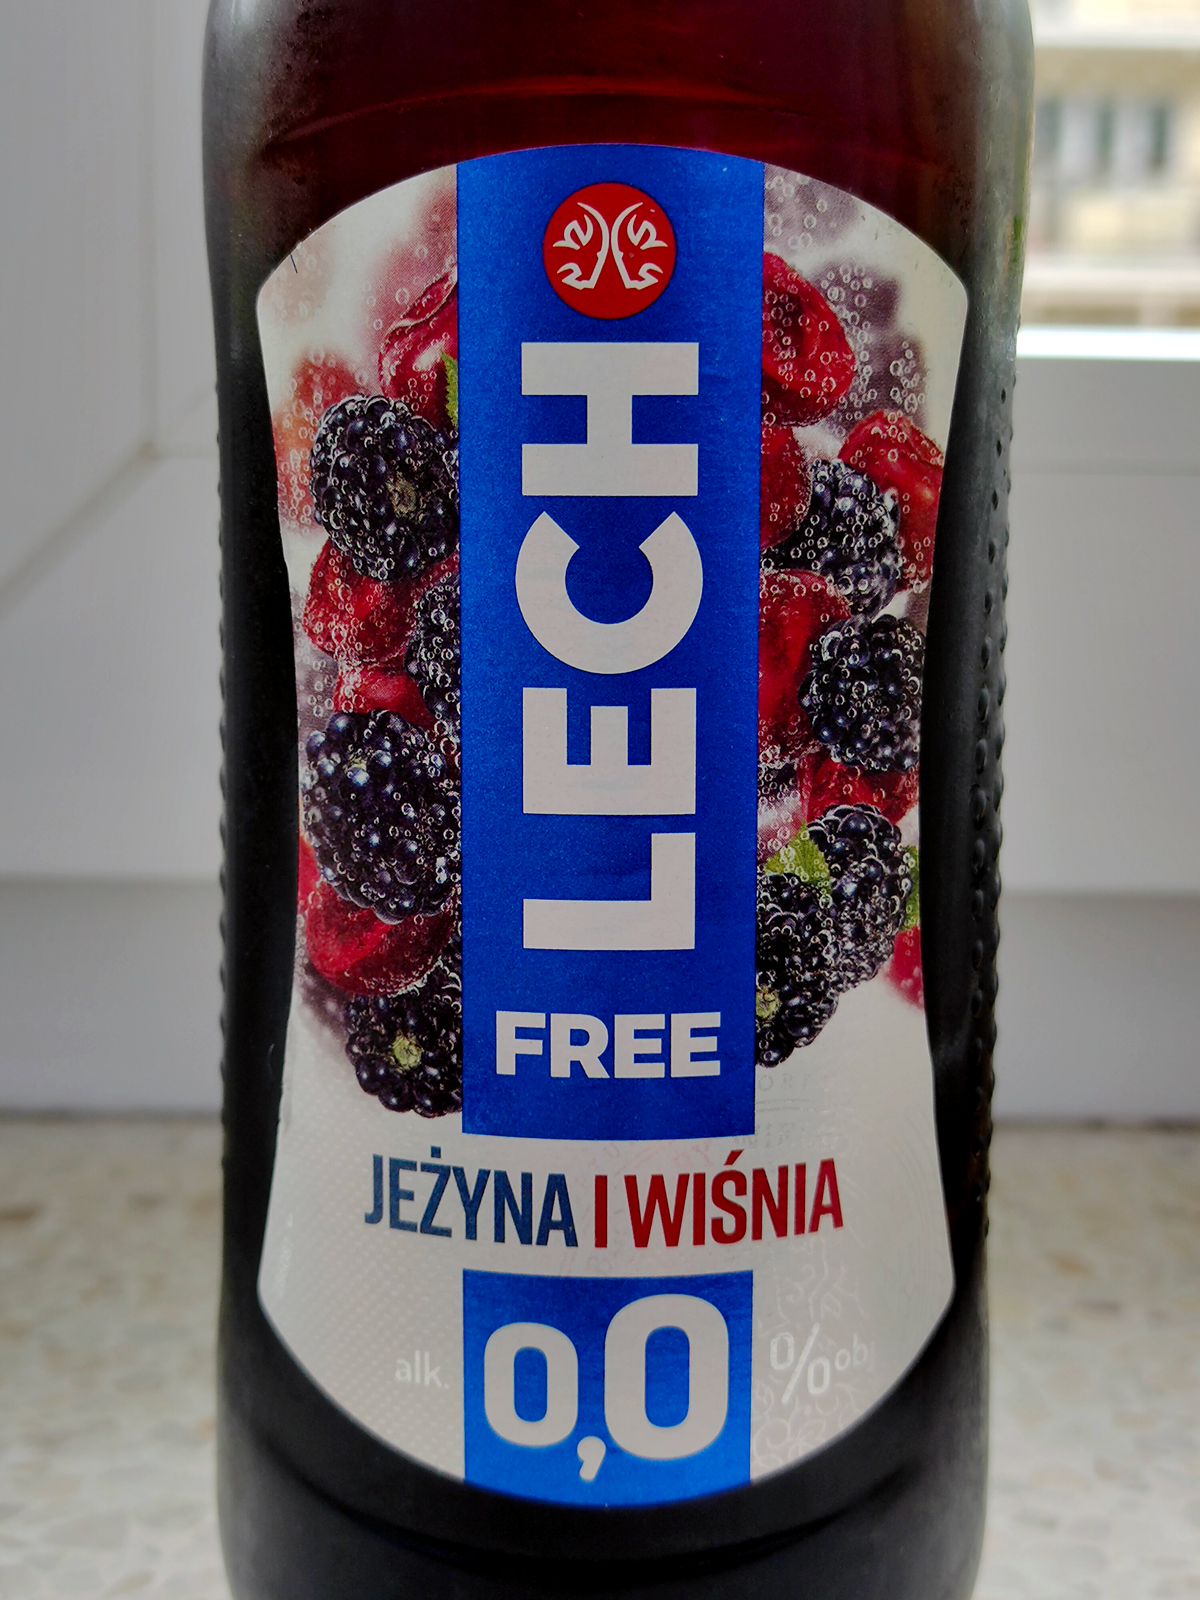 LECH
FREE
JEŻYNA I WIŚNIA
alk. 0,0 % obj